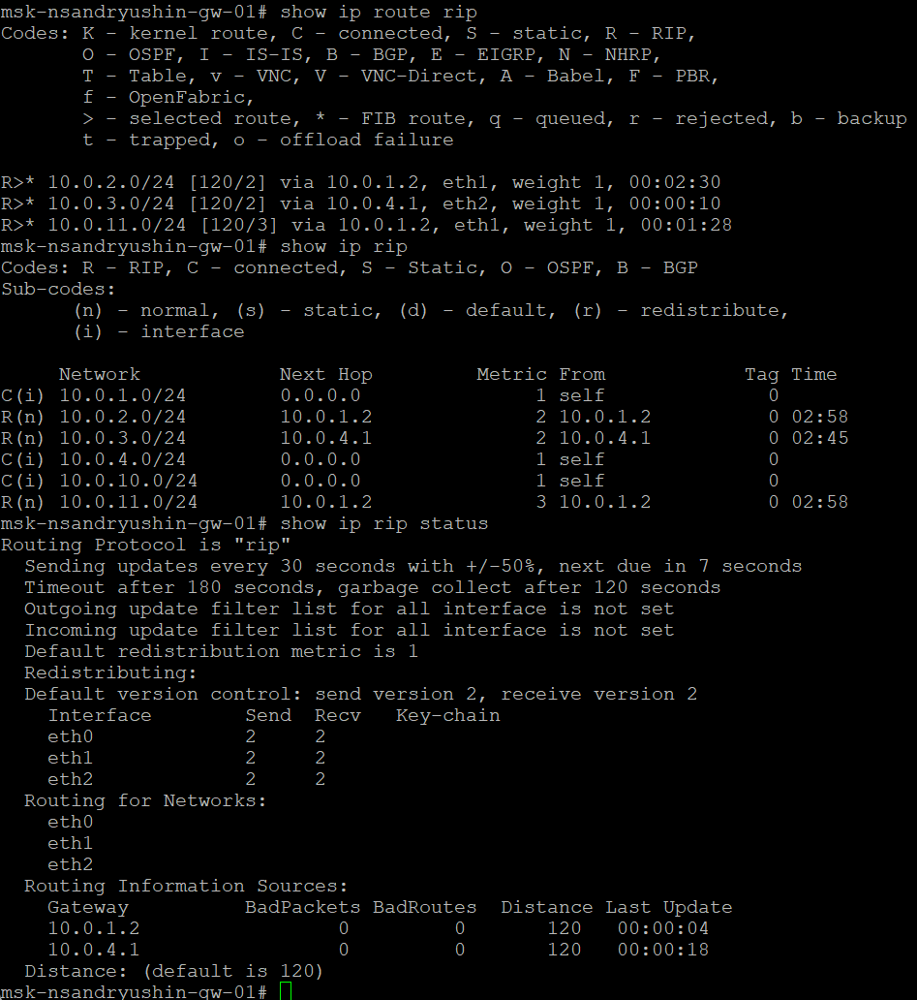 msk-nsandryushin-gw-01# show ip route rip
Codes: K - kernel route, C - connected, S - static, R - RIP,
       O - OSPF, I - IS-IS, B - BGP, E - EIGRP, N - NHRP,
       T - Table, v - VNC, V - VNC-Direct, A - Babel, F - PBR,
       f - OpenFabric,
       > - selected route, * - FIB route, q - queued, r - rejected, b - backup
       t - trapped, o - offload failure

R>* 10.0.2.0/24 [120/2] via 10.0.1.2, eth1, weight 1, 00:02:30
R>* 10.0.3.0/24 [120/2] via 10.0.4.1, eth2, weight 1, 00:00:10
R>* 10.0.11.0/24 [120/3] via 10.0.1.2, eth1, weight 1, 00:01:28
msk-nsandryushin-gw-01# show ip rip
Codes: R - RIP, C - connected, S - Static, O - OSPF, B - BGP
Sub-codes:
      (n) - normal, (s) - static, (d) - default, (r) - redistribute,
      (i) - interface

     Network            Next Hop         Metric From            Tag Time
C(i) 10.0.1.0/24        0.0.0.0               1 self              0
R(n) 10.0.2.0/24        10.0.1.2              2 10.0.1.2          0 02:58
R(n) 10.0.3.0/24        10.0.4.1              2 10.0.4.1          0 02:45
C(i) 10.0.4.0/24        0.0.0.0               1 self              0
C(i) 10.0.10.0/24       0.0.0.0               1 self              0
R(n) 10.0.11.0/24       10.0.1.2              3 10.0.1.2          0 02:58
msk-nsandryushin-gw-01# show ip rip status
Routing Protocol is "rip"
  Sending updates every 30 seconds with +/-50%, next due in 7 seconds
  Timeout after 180 seconds, garbage collect after 120 seconds
  Outgoing update filter list for all interface is not set
  Incoming update filter list for all interface is not set
  Default redistribution metric is 1
  Redistributing:
  Default version control: send version 2, receive version 2
    Interface        Send  Recv   Key-chain
    eth0             2     2
    eth1             2     2
    eth2             2     2
  Routing for Networks:
    eth0
    eth1
    eth2
  Routing Information Sources:
    Gateway          BadPackets BadRoutes  Distance Last Update
    10.0.1.2                 0         0       120   00:00:04
    10.0.4.1                 0         0       120   00:00:18
  Distance: (default is 120)
msk-nsandryushin-gw-01#